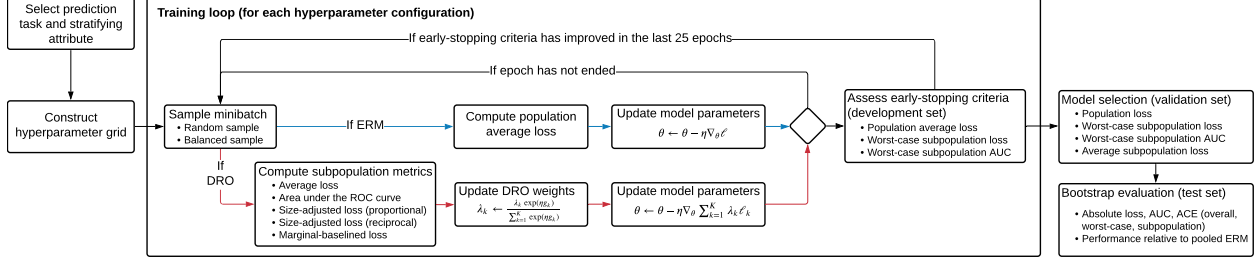 Select prediction
task and stratifying
attribute
Construct
hyperparameter grid
Training loop (for each hyperparameter configuration)
If early-stopping criteria has improved in the last 25 epochs
If epoch has not ended
Sample minibatch
• Random sample
• Balanced sample
If ERM
Compute population
average loss
Update model parameters
θ ← θ − η∇θℓ
If
DRO
Compute subpopulation metrics
• Average loss
• Area under the ROC curve
• Size-adjusted loss (proportional)
• Size-adjusted loss (reciprocal)
• Marginal-baselined loss
Update DRO weights
λₖ ← λₖ exp(ηgₖ) / ∑ᴷₖ₌₁ exp(ηgₖ)
Update model parameters
θ ← θ − η∇θ ∑ᴷₖ₌₁ λₖℓₖ
Assess early-stopping criteria
(development set)
• Population average loss
• Worst-case subpopulation loss
• Worst-case subpopulation AUC
Model selection (validation set)
• Population loss
• Worst-case subpopulation loss
• Worst-case subpopulation AUC
• Average subpopulation loss
Bootstrap evaluation (test set)
• Absolute loss, AUC, ACE (overall,
worst-case, subpopulation)
• Performance relative to pooled ERM